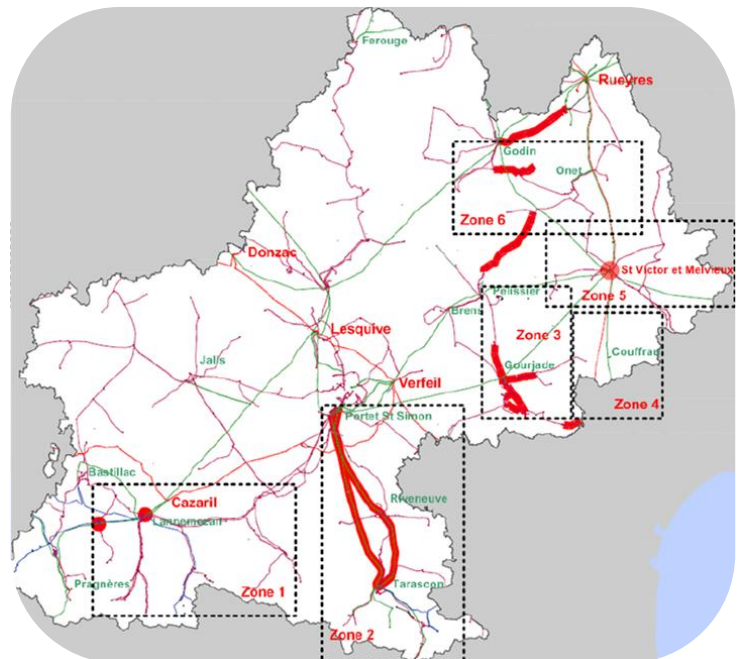 Ferouge
Rueyres
Godin
Onet
Zone 6
Donzac
St Victor et Melvieux
Pelissier
Zone 5
Brens
Lesquive
Zone 3
Jalis
Gourjade
Couffrau
Verfeil
Zone 4
Portet St Simon
Bastillac
Cazaril
Riveneuve
Lannemezan
Pragnères
Tarascon
Zone 1
Zone 2